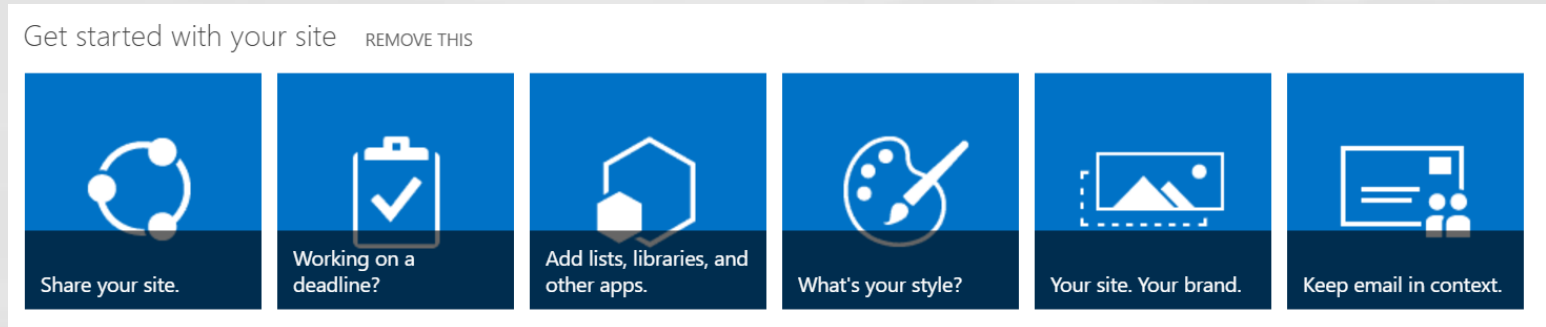 Get started with your site REMOVE THIS
Share your site.
Working on a
deadline?
Add lists, libraries, and
other apps.
What's your style?
Your site. Your brand.
Keep email in context.